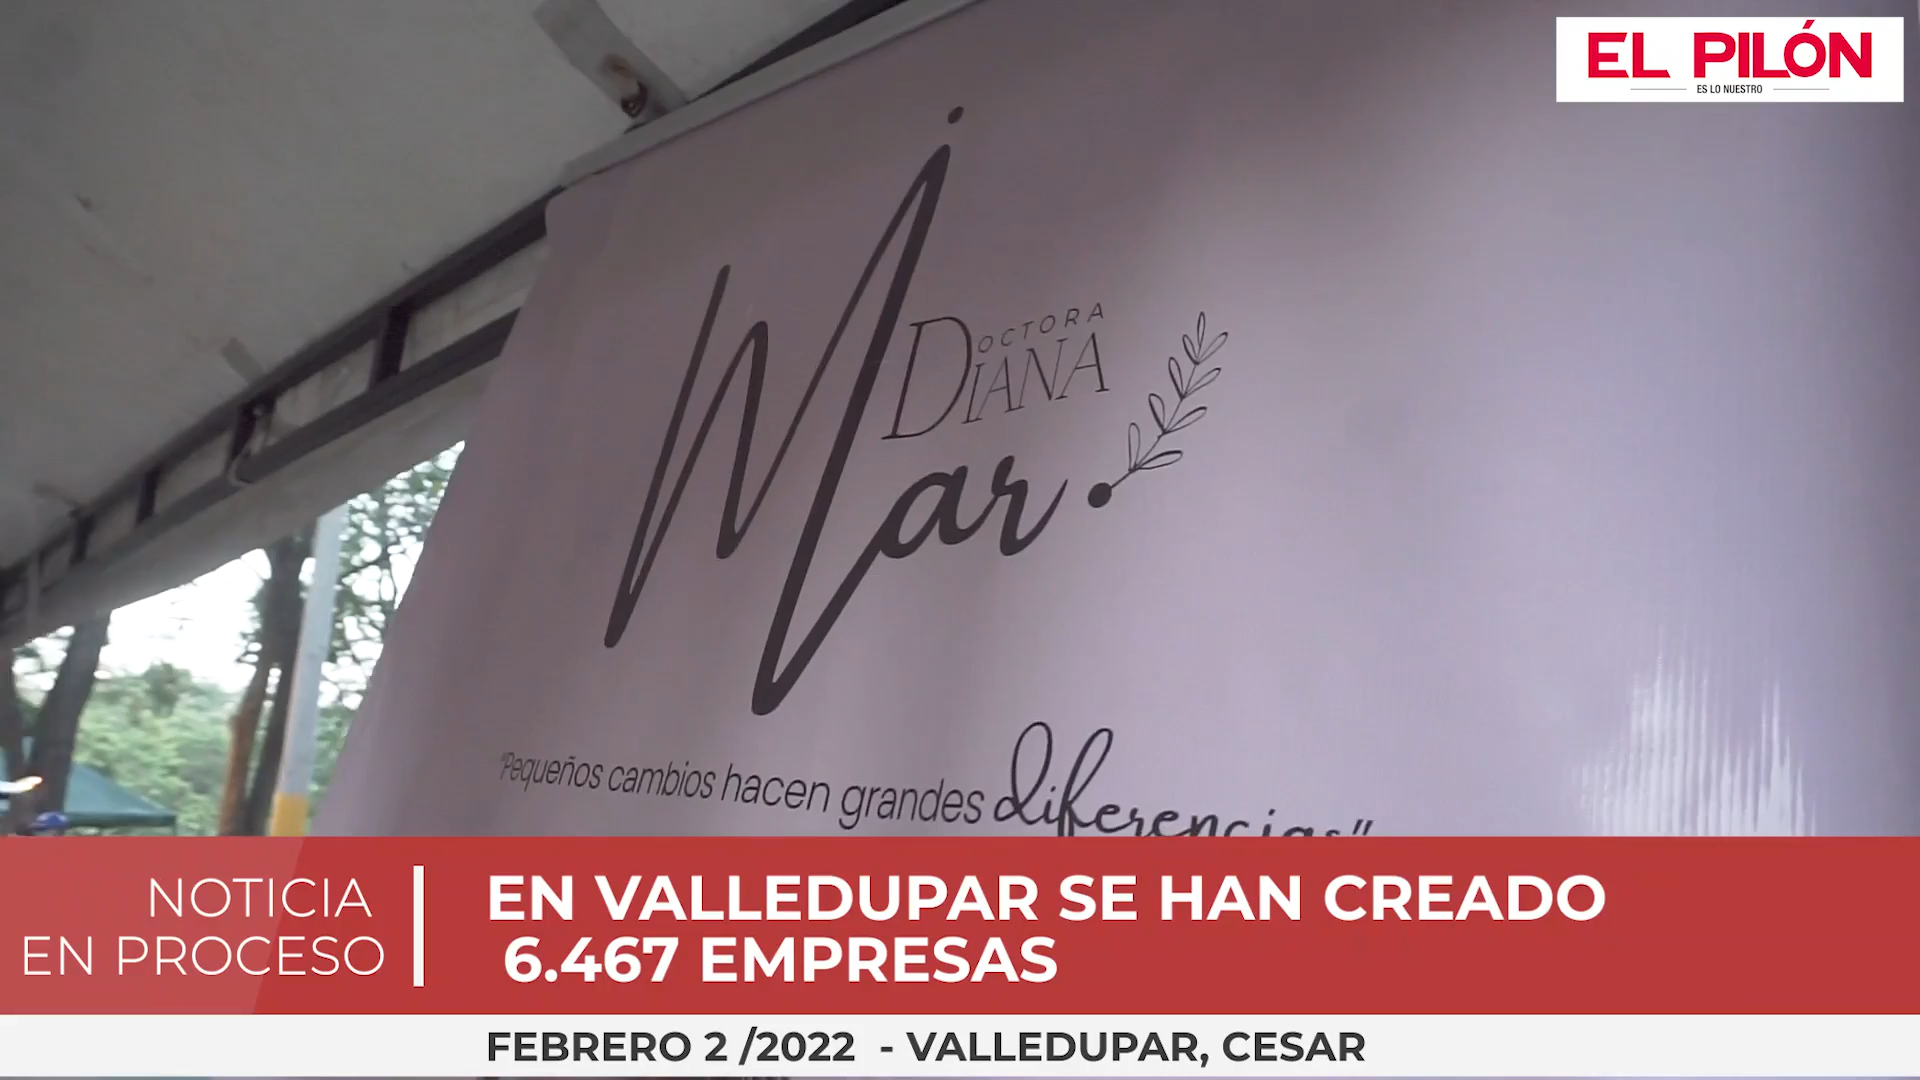 EL PILÓN
ES LO NUESTRO
DOCTORA
DIANA
Mar
"Pequeños cambios hacen grandes diferencias"
NOTICIA
EN PROCESO
EN VALLEDUPAR SE HAN CREADO
6.467 EMPRESAS
FEBRERO 2 /2022 - VALLEDUPAR, CESAR